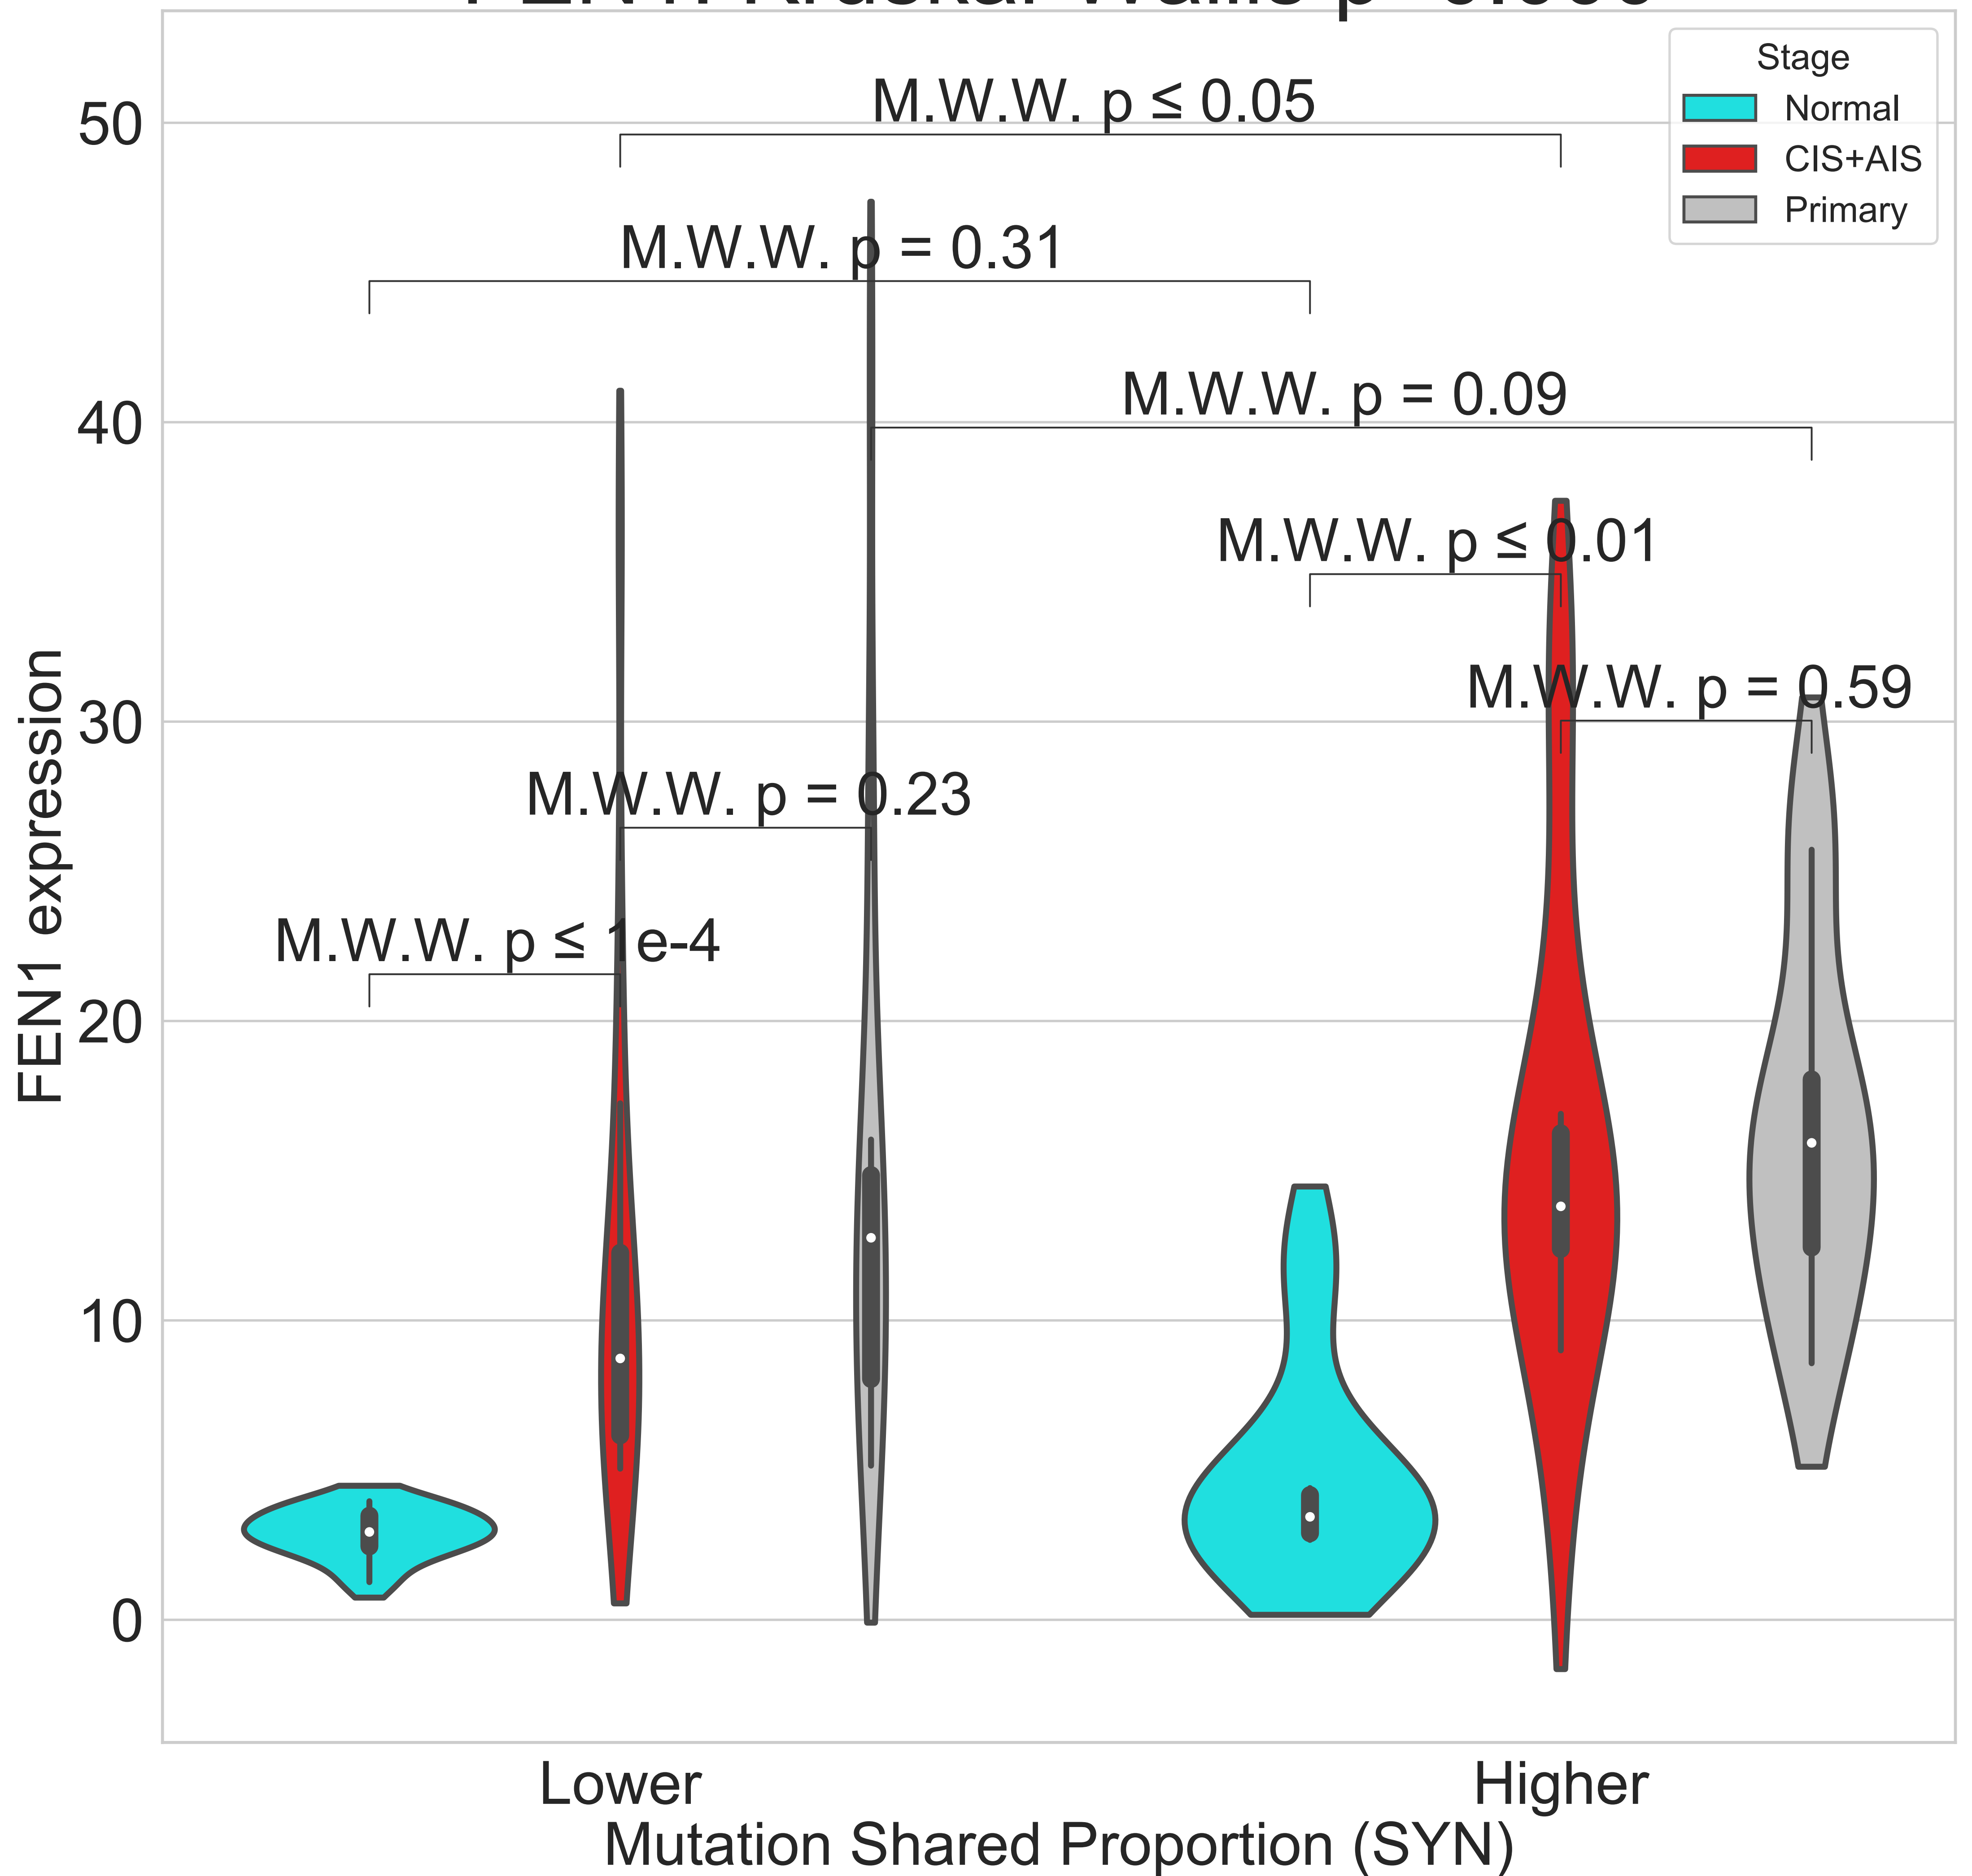 Stage
Normal
CIS+AIS
Primary
M.W.W. p ≤ 0.05
M.W.W. p = 0.31
M.W.W. p = 0.09
M.W.W. p ≤ 0.01
M.W.W. p = 0.59
M.W.W. p = 0.23
M.W.W. p ≤ 1e-4
FEN1 expression
50
40
30
20
10
0
Lower
Higher
Mutation Shared Proportion (SYN)